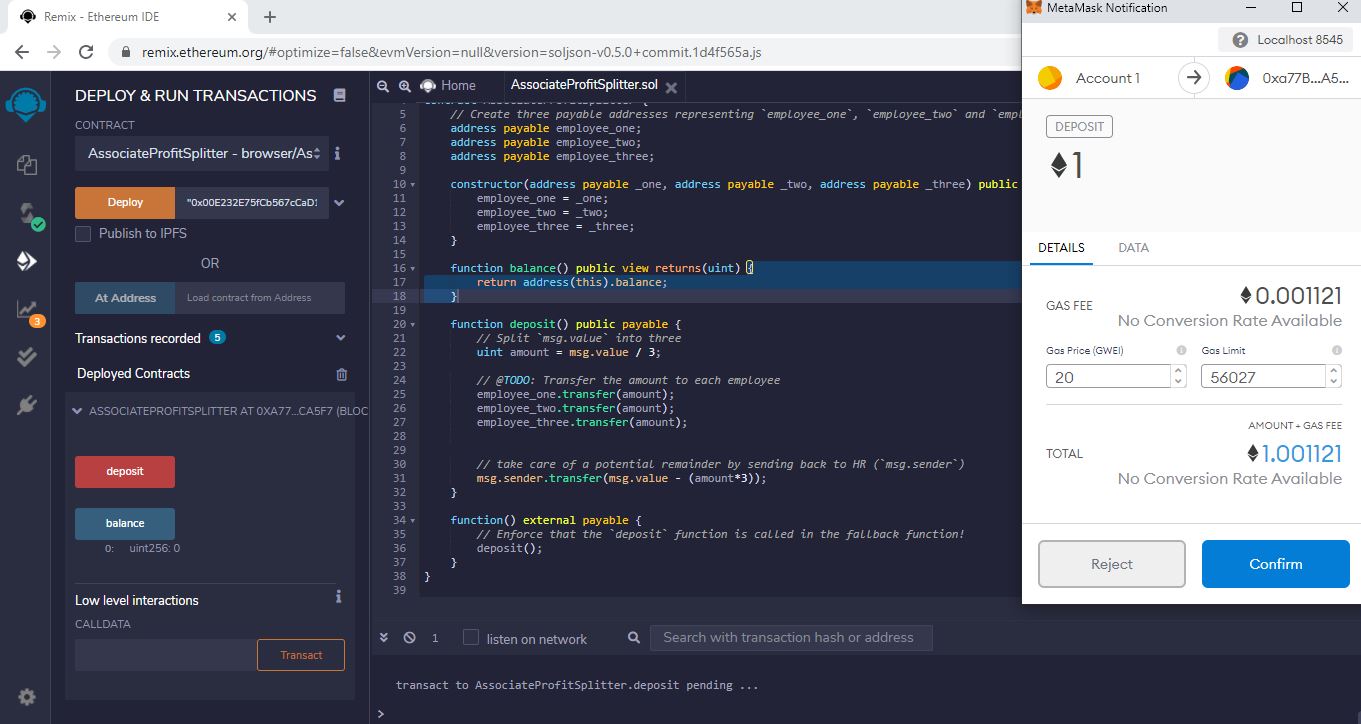 Remix - Ethereum IDE
remix.ethereum.org/#optimize=false&evmVersion=null&version=soljson-v0.5.0+commit.1d4f565a.js
DEPLOY & RUN TRANSACTIONS
CONTRACT
AssociateProfitSplitter - browser/As
Deploy
"0x00E232E75fCb567cCaD1
Publish to IPFS
OR
At Address
Load contract from Address
Transactions recorded 5
Deployed Contracts
ASSOCIATEPROFITSPLITTER AT 0XA77...CA5F7 (BLOC
deposit
balance
0: uint256: 0
Low level interactions
CALLDATA
Transact
3
Home
AssociateProfitSplitter.sol
5 // Create three payable addresses representing `employee_one`, `employee_two` and `empl
6 address payable employee_one;
7 address payable employee_two;
8 address payable employee_three;
9
10 constructor(address payable _one, address payable _two, address payable _three) public
11 employee_one = _one;
12 employee_two = _two;
13 employee_three = _three;
14 }
15
16 function balance() public view returns(uint) {
17 return address(this).balance;
18 }
19
20 function deposit() public payable {
21 // Split `msg.value` into three
22 uint amount = msg.value / 3;
23
24 // @TODO: Transfer the amount to each employee
25 employee_one.transfer(amount);
26 employee_two.transfer(amount);
27 employee_three.transfer(amount);
28
29
30 // take care of a potential remainder by sending back to HR (`msg.sender`)
31 msg.sender.transfer(msg.value - (amount*3));
32 }
33
34 function() external payable {
35 // Enforce that the `deposit` function is called in the fallback function!
36 deposit();
37 }
38 }
39
1
listen on network
Search with transaction hash or address
transact to AssociateProfitSplitter.deposit pending ...
>
MetaMask Notification
Localhost 8545
Account 1
0xa77B...A5...
DEPOSIT
1
DETAILS
DATA
GAS FEE
0.001121
No Conversion Rate Available
Gas Price (GWEI)
Gas Limit
20
56027
AMOUNT + GAS FEE
TOTAL
1.001121
No Conversion Rate Available
Reject
Confirm